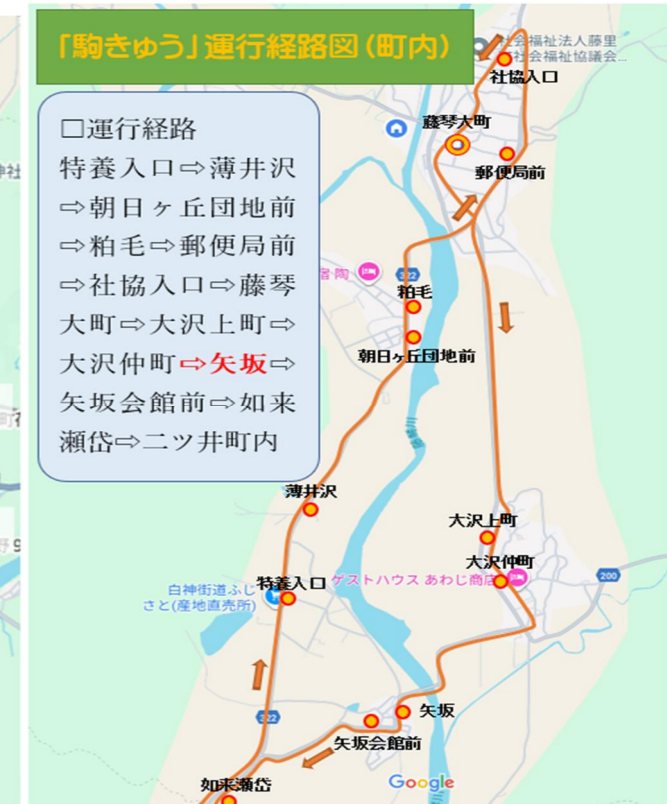 「駒きゅう」運行経路図(町内)
□運行経路
特養入口⇨薄井沢
⇨朝日ヶ丘団地前
⇨粕毛⇨郵便局前
⇨社協入口⇨藤琴
大町⇨大沢上町⇨
大沢仲町⇨矢坂⇨
矢坂会館前⇨如来
瀬岱⇨二ツ井町内
社会福祉法人藤里
社会福祉協議会...
社協入口
藤琴大町
郵便局前
322
粕毛
朝日ヶ丘団地前
薄井沢
大沢上町
大沢仲町
ゲストハウス あわじ商店
200
特養入口
白神街道ふじ
さと(産地直売所)
322
矢坂
矢坂会館前
如来瀬岱
Google